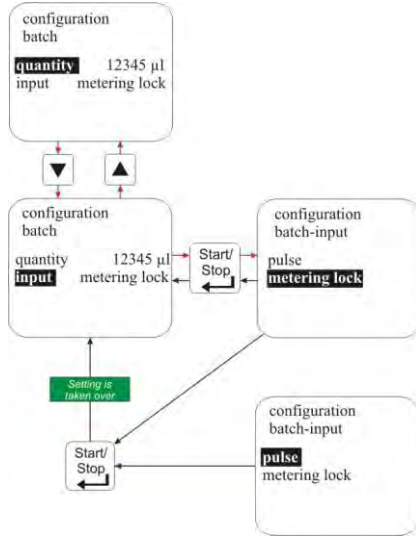 configuration
batch
quantity 12345 µl
input metering lock
configuration
batch
quantity 12345 µl
input metering lock
Start/
Stop
configuration
batch-input
pulse
metering lock
Setting is
taken over
Start/
Stop
configuration
batch-input
pulse
metering lock